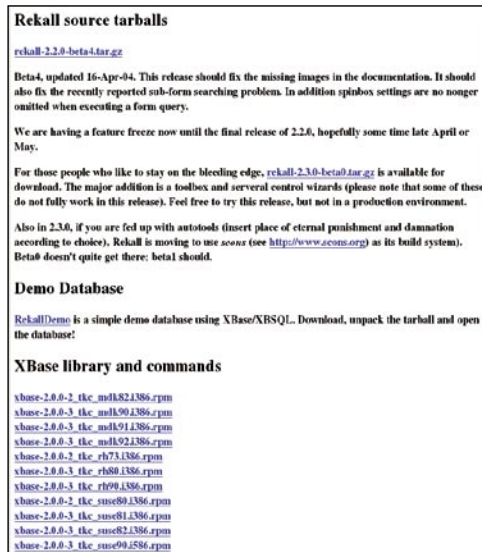 Rekall source tarballs
rekall-2.2.0-beta4.tar.gz
Beta4, updated 16-Apr-04. This release should fix the missing images in the documentation. It should
also fix the recently reported sub-form searching problem. In addition spinbox settings are no nonger
omitted when executing a form query.
We are having a feature freeze now until the final release of 2.2.0, hopefully some time late April or
May.
For those people who like to stay on the bleeding edge, rekall-2.3.0-beta0.tar.gz is available for
download. The major addition is a toolbox and serveral control wizards (please note that some of these
do not fully work in this release). Feel free to try this release, but not in a production environment.
Also in 2.3.0, if you are fed up with autotools (insert place of eternal punishment and damnation
according to choice), Rekall is moving to use scons (see http://www.scons.org) as its build system).
Beta0 doesn't quite get there; beta1 should.
Demo Database
RekallDemo is a simple demo database using XBase/XBSQL. Download, unpack the tarball and open
the database!
XBase library and commands
xbase-2.0.0-2_tkc_mdk82.i386.rpm
xbase-2.0.0-3_tkc_mdk90.i386.rpm
xbase-2.0.0-3_tkc_mdk91.i386.rpm
xbase-2.0.0-3_tkc_mdk92.i386.rpm
xbase-2.0.0-2_tkc_rh73.i386.rpm
xbase-2.0.0-3_tkc_rh80.i386.rpm
xbase-2.0.0-3_tkc_rh90.i386.rpm
xbase-2.0.0-2_tkc_suse80.i386.rpm
xbase-2.0.0-3_tkc_suse81.i386.rpm
xbase-2.0.0-3_tkc_suse82.i386.rpm
xbase-2.0.0-3_tkc_suse90.i586.rpm